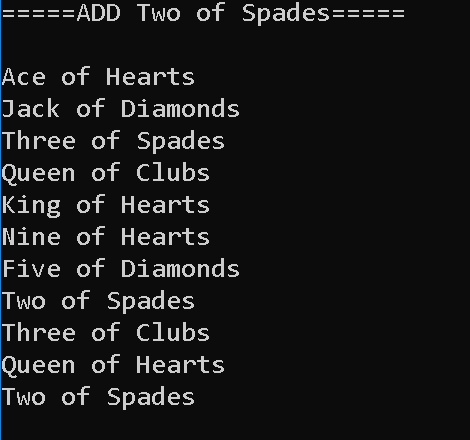 =====ADD Two of Spades=====
Ace of Hearts
Jack of Diamonds
Three of Spades
Queen of Clubs
King of Hearts
Nine of Hearts
Five of Diamonds
Two of Spades
Three of Clubs
Queen of Hearts
Two of Spades